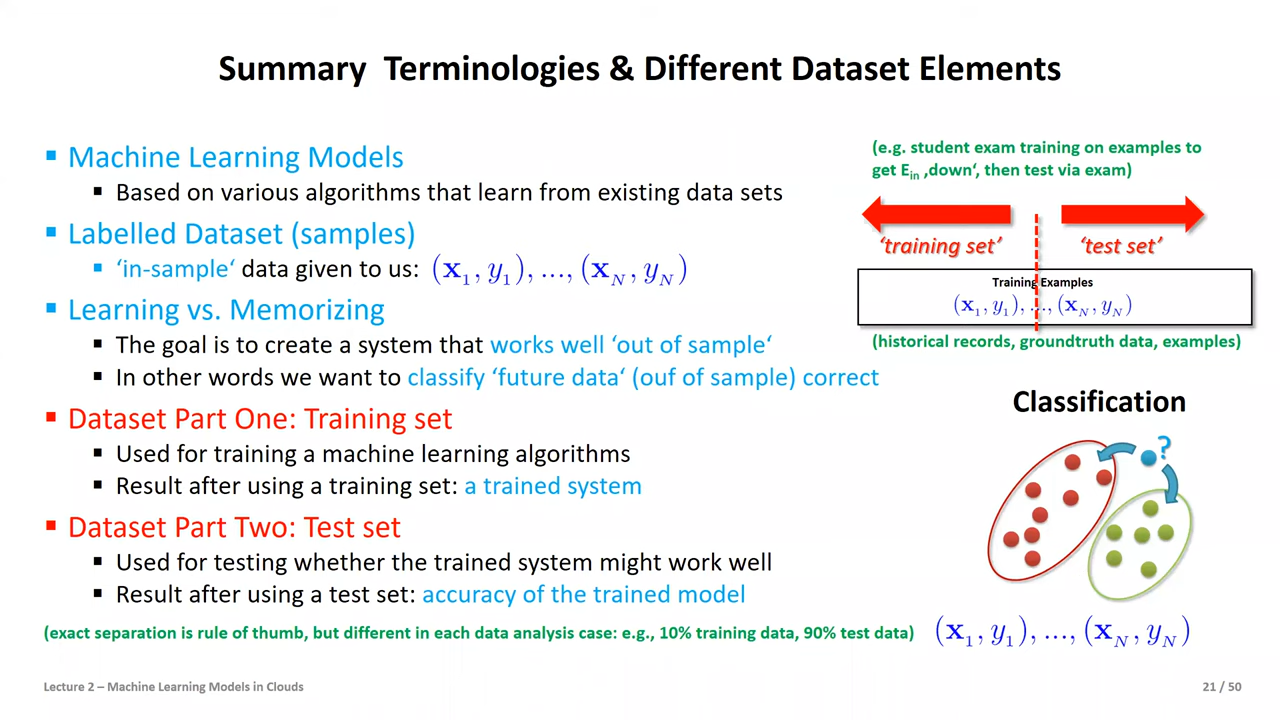 Summary  Terminologies & Different Dataset Elements
▪ Machine Learning Models
▪ Based on various algorithms that learn from existing data sets
▪ Labelled Dataset (samples)
▪ ‘in-sample‘ data given to us: (x₁, y₁), ..., (x_N, y_N)
▪ Learning vs. Memorizing
▪ The goal is to create a system that works well ‘out of sample‘
▪ In other words we want to classify ‘future data‘ (ouf of sample) correct
▪ Dataset Part One: Training set
▪ Used for training a machine learning algorithms
▪ Result after using a training set: a trained system
▪ Dataset Part Two: Test set
▪ Used for testing whether the trained system might work well
▪ Result after using a test set: accuracy of the trained model
(exact separation is rule of thumb, but different in each data analysis case: e.g., 10% training data, 90% test data)
(e.g. student exam training on examples to
get E_in ‚down‘, then test via exam)
‘training set’ ‘test set’
Training Examples
(x₁, y₁), ..., (x_N, y_N)
(historical records, groundtruth data, examples)
Classification
?
(x₁, y₁), ..., (x_N, y_N)
Lecture 2 – Machine Learning Models in Clouds
21 / 50